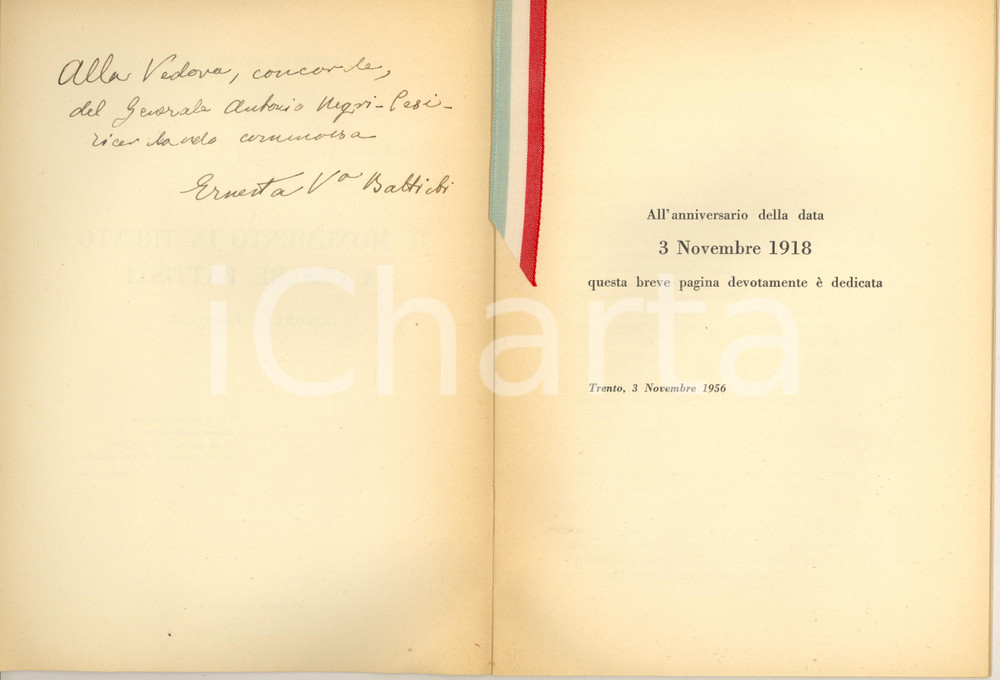 Alla Vedova, concorde,
del Generale Antonio Negri-Cesi-
ricordando commossa
Ernesta Vª Battisti
All'anniversario della data
3 Novembre 1918
questa breve pagina devotamente è dedicata
Trento, 3 Novembre 1956
iCharta